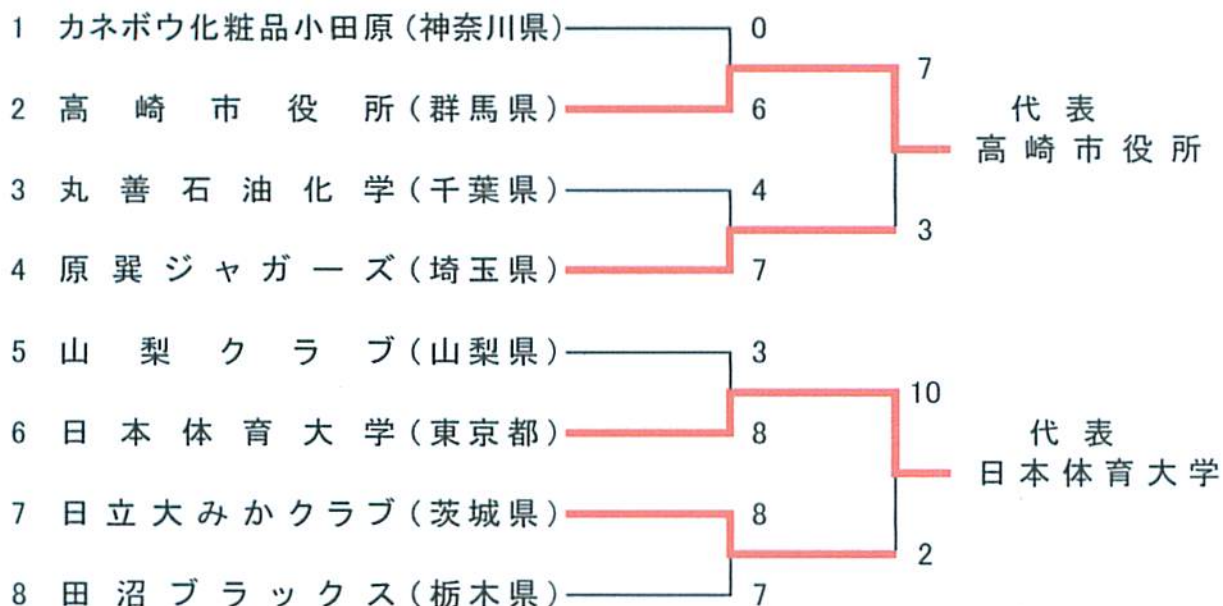 1 カネボウ化粧品小田原(神奈川県) 0
7
2 高崎市役所(群馬県) 6
代表
高崎市役所
3 丸善石油化学(千葉県) 4
3
4 原巽ジャガーズ(埼玉県) 7
5 山梨クラブ(山梨県) 3
10
6 日本体育大学(東京都) 8
代表
日本体育大学
7 日立大みかクラブ(茨城県) 8
2
8 田沼ブラックス(栃木県) 7